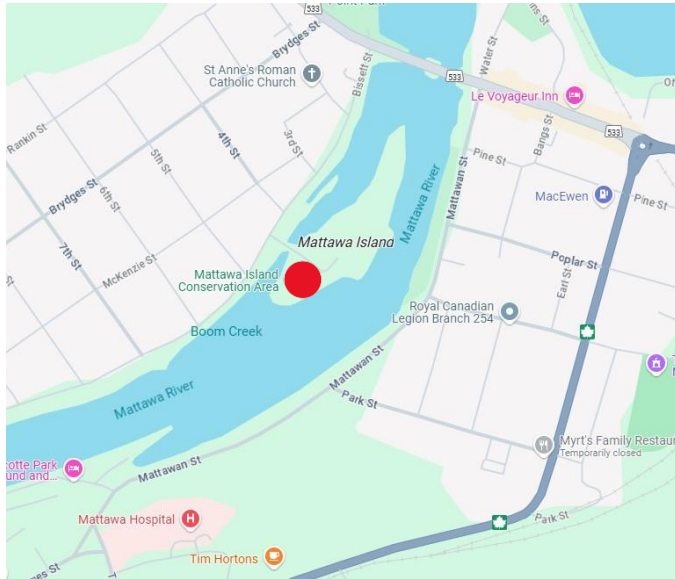 533
Brydges St
St Anne's Roman
Catholic Church
Bissett St
533
Water St
Le Voyageur Inn
533
Rankin St
4th St
3rd St
Bangs St
5th St
Pine St
Brydges St
6th St
Mattawa River
Mattawan St
MacEwen
Pine St
7th St
McKenzie St
Mattawa Island
Poplar St
Mattawa Island
Conservation Area
Earl St
Royal Canadian
Legion Branch 254
Boom Creek
Mattawan St
Mattawa River
Park St
Myrt's Family Restau
Temporarily closed
cotte Park
und and...
Mattawan St
H
Mattawa Hospital
Park St
Tim Hortons